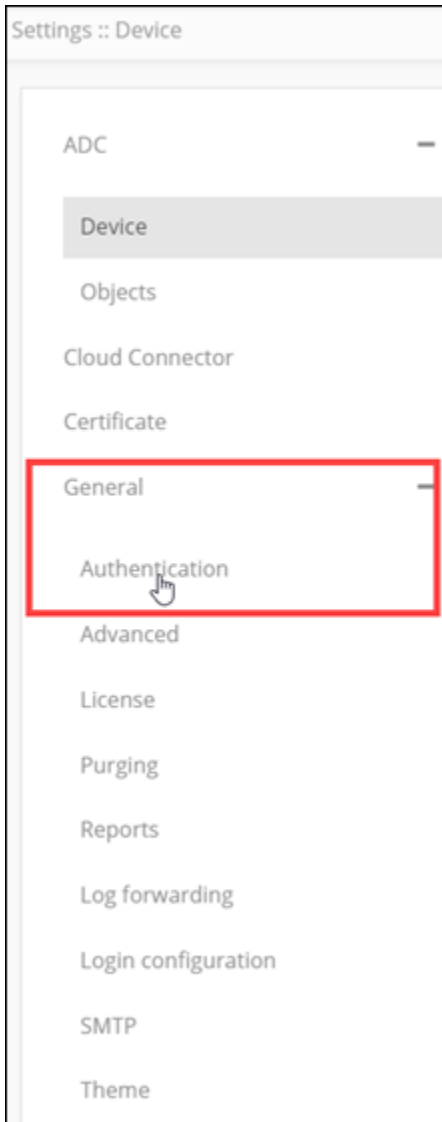 Settings :: Device
ADC
Device
Objects
Cloud Connector
Certificate
General
Authentication
Advanced
License
Purging
Reports
Log forwarding
Login configuration
SMTP
Theme